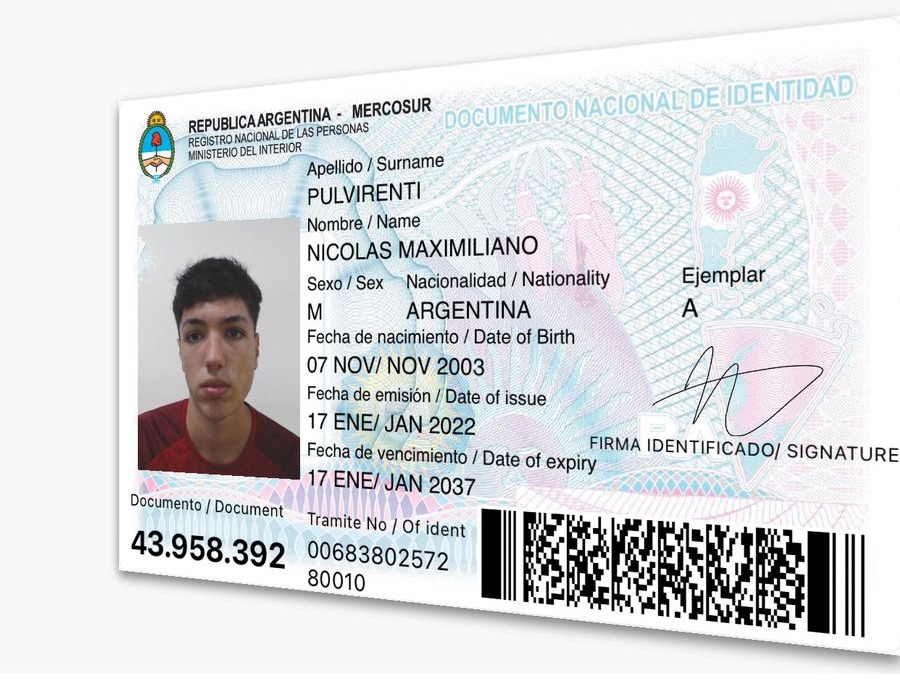 REPUBLICA ARGENTINA - MERCOSUR
REGISTRO NACIONAL DE LAS PERSONAS
MINISTERIO DEL INTERIOR
DOCUMENTO NACIONAL DE IDENTIDAD
Apellido / Surname
PULVIRENTI
Nombre / Name
NICOLAS MAXIMILIANO
Sexo / Sex Nacionalidad / Nationality Ejemplar
M ARGENTINA A
Fecha de nacimiento / Date of Birth
07 NOV/ NOV 2003
Fecha de emisión / Date of issue
17 ENE/ JAN 2022
Fecha de vencimiento / Date of expiry
17 ENE/ JAN 2037
FIRMA IDENTIFICADO/ SIGNATURE
Documento / Document
43.958.392
Tramite No / Of ident
00683802572
80010